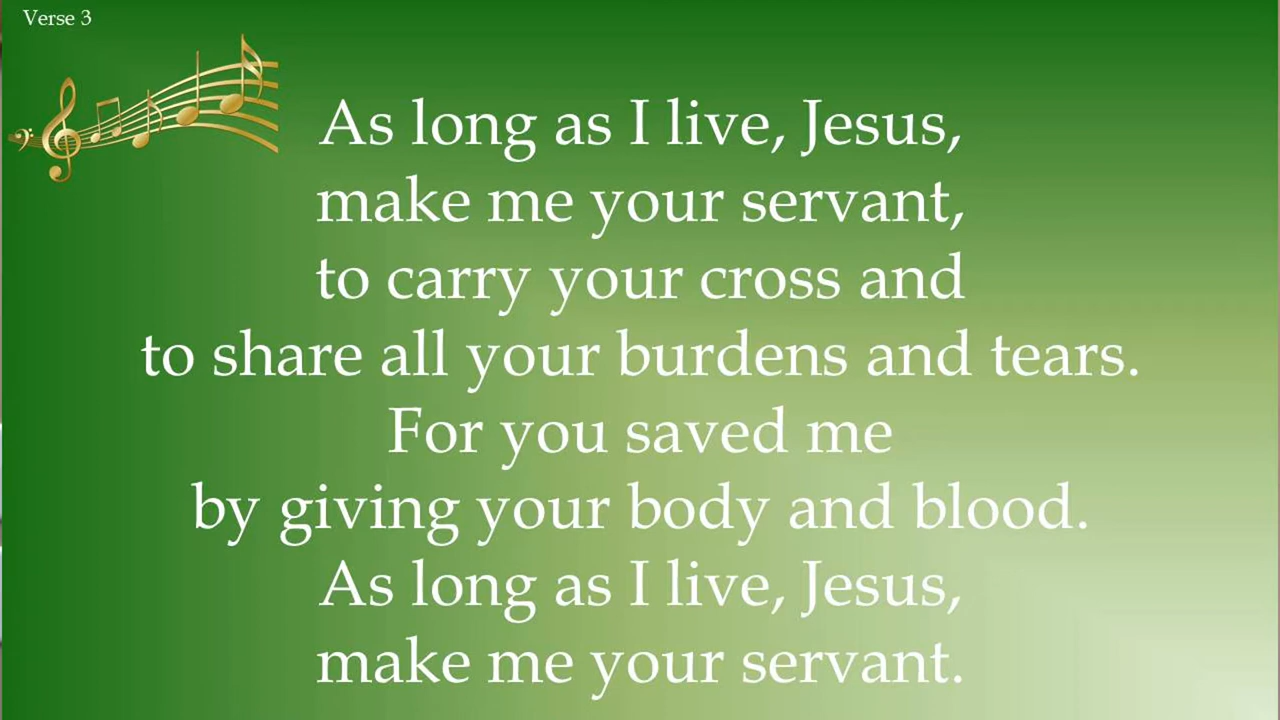 Verse 3
As long as I live, Jesus,
make me your servant,
to carry your cross and
to share all your burdens and tears.
For you saved me
by giving your body and blood.
As long as I live, Jesus,
make me your servant.